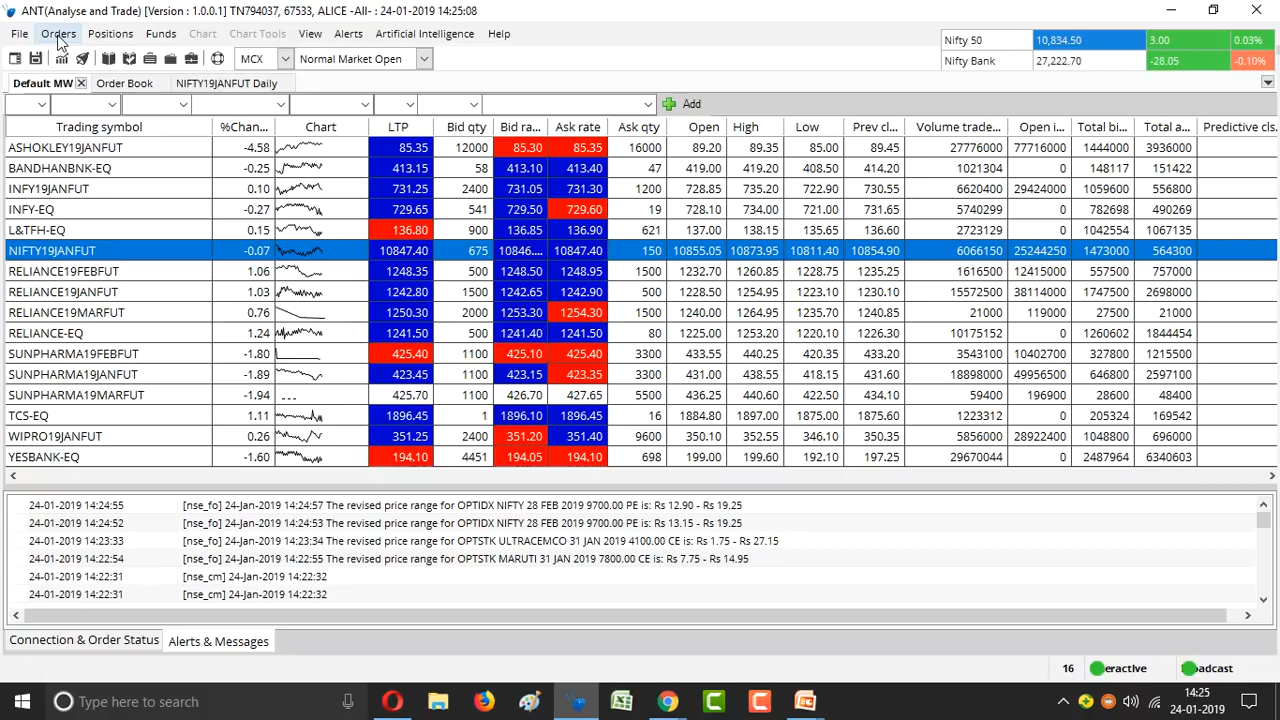 ANT(Analyse and Trade) [Version : 1.0.0.1] TN794037, 67533, ALICE -All- : 24-01-2019 14:25:08
File Orders Positions Funds Chart Chart Tools View Alerts Artificial Intelligence Help
Nifty 50 10,834.50 3.00 0.03%
MCX Normal Market Open
Nifty Bank 27,222.70 -28.05 -0.10%
Default MW Order Book NIFTY19JANFUT Daily
Add
Trading symbol %Chan... Chart LTP Bid qty Bid ra... Ask rate Ask qty Open High Low Prev cl... Volume trade... Open i... Total bi... Total a... Predictive cls.
ASHOKLEY19JANFUT -4.58 85.35 12000 85.30 85.35 16000 89.20 89.35 85.00 89.45 27776000 77716000 1444000 3936000
BANDHANBNK-EQ -0.25 413.15 58 413.10 413.40 47 419.00 419.20 408.50 414.20 1021304 0 148117 151422
INFY19JANFUT 0.10 731.25 2400 731.05 731.30 1200 728.85 735.20 722.90 730.55 6620400 29424000 1059600 556800
INFY-EQ -0.27 729.65 541 729.50 729.60 19 728.10 734.00 721.00 731.65 5740299 0 782698 490269
L&TFH-EQ 0.15 136.80 900 136.85 136.90 621 137.00 138.15 135.65 136.60 2723129 0 1042554 1067135
NIFTY19JANFUT -0.07 10847.40 675 10846.... 10847.40 150 10855.05 10873.95 10811.40 10854.90 6066150 25244250 1473000 564300
RELIANCE19FEBFUT 1.06 1248.35 500 1248.50 1248.95 1500 1232.70 1260.85 1228.75 1235.25 1616500 12415000 557500 757000
RELIANCE19JANFUT 1.03 1242.80 500 1242.65 1242.90 500 1228.50 1254.95 1223.10 1230.10 15572500 38114000 1747500 2698000
RELIANCE19MARFUT 0.76 1250.30 2000 1253.30 1254.30 1500 1240.00 1264.95 1235.70 1240.85 21000 119000 27500 21000
RELIANCE-EQ 1.24 1241.50 500 1241.40 1241.50 80 1225.00 1253.20 1220.10 1226.30 10175152 0 1260602 1844454
SUNPHARMA19FEBFUT -1.80 425.40 1100 425.10 425.40 3300 433.55 440.25 420.35 433.20 3543100 10402700 327800 1215500
SUNPHARMA19JANFUT -1.89 423.45 1100 423.15 423.35 3300 431.00 438.50 418.15 431.60 18898000 49956500 646800 2597100
SUNPHARMA19MARFUT -1.94 425.70 1100 426.70 427.65 5500 436.25 440.60 422.50 434.10 59400 196900 28600 48400
TCS-EQ 1.11 1896.45 1 1896.10 1896.45 16 1884.80 1897.00 1875.00 1875.60 1223312 0 205324 169542
WIPRO19JANFUT 0.26 351.25 2400 351.20 351.40 9600 350.10 352.55 346.10 350.35 5856000 28922400 1048800 696000
YESBANK-EQ -1.60 194.10 4451 194.05 194.10 698 199.00 199.60 192.10 197.25 29670044 0 2487964 6340603
24-01-2019 14:24:55 [nse_fo] 24-Jan-2019 14:24:57 The revised price range for OPTIDX NIFTY 28 FEB 2019 9700.00 PE is: Rs 12.90 - Rs 19.25
24-01-2019 14:24:52 [nse_fo] 24-Jan-2019 14:24:53 The revised price range for OPTIDX NIFTY 28 FEB 2019 9700.00 PE is: Rs 13.15 - Rs 19.25
24-01-2019 14:23:33 [nse_fo] 24-Jan-2019 14:23:34 The revised price range for OPTSTK ULTRACEMCO 31 JAN 2019 4100.00 CE is: Rs 1.75 - Rs 27.15
24-01-2019 14:22:54 [nse_fo] 24-Jan-2019 14:22:55 The revised price range for OPTSTK MARUTI 31 JAN 2019 7800.00 CE is: Rs 7.75 - Rs 14.95
24-01-2019 14:22:31 [nse_cm] 24-Jan-2019 14:22:32
24-01-2019 14:22:31 [nse_cm] 24-Jan-2019 14:22:32
Connection & Order Status Alerts & Messages
16 eractive oadcast
Type here to search
14:25
24-01-2019